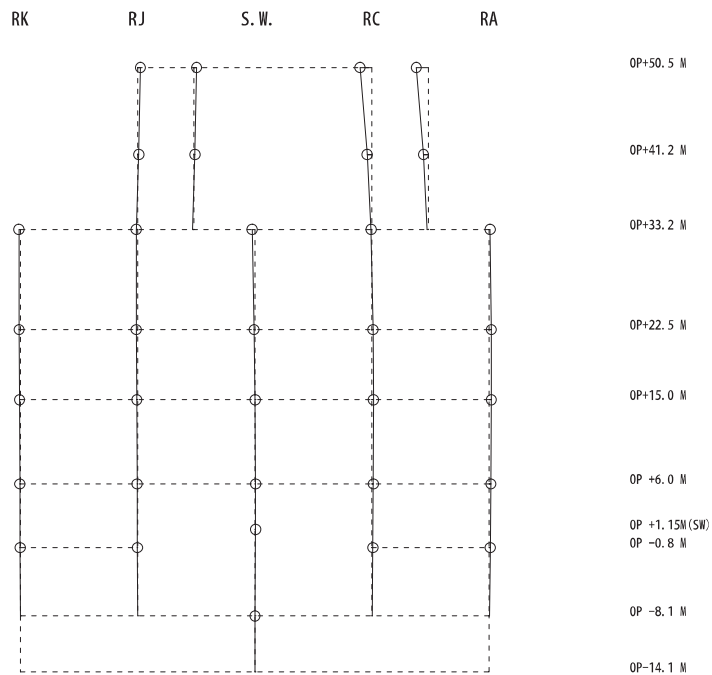 RK RJ S.W. RC RA
OP+50.5 M
OP+41.2 M
OP+33.2 M
OP+22.5 M
OP+15.0 M
OP +6.0 M
OP +1.15M(SW)
OP -0.8 M
OP -8.1 M
OP-14.1 M